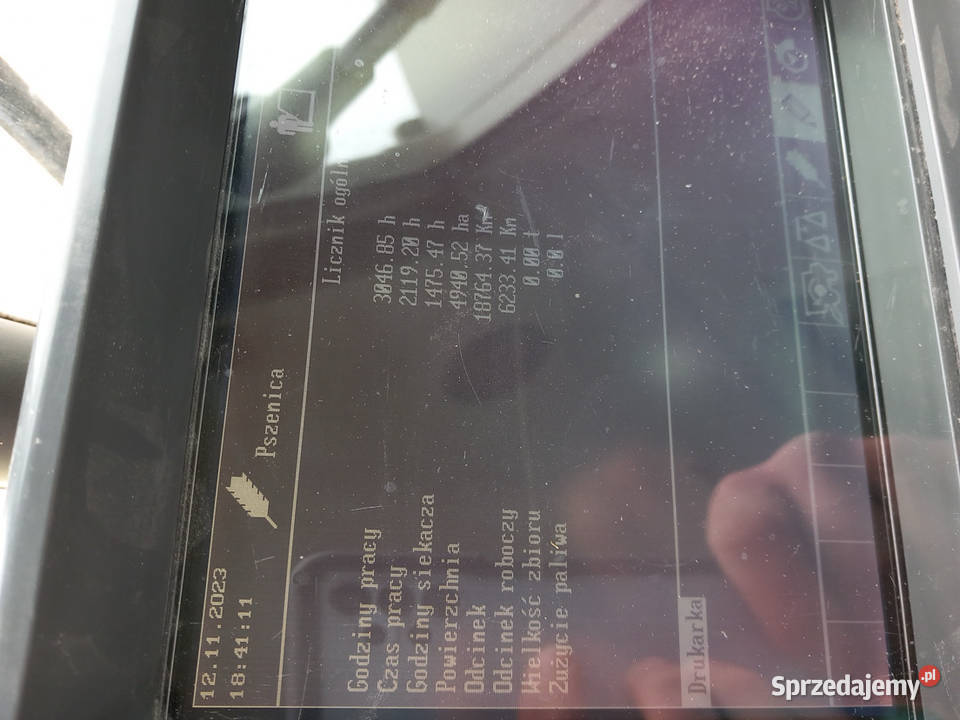 12.11.2023
18:41:11
Pszenica
Licznik ogóln
Godziny pracy 3046.85 h
Czas pracy 2119.20 h
Godziny siekacza 1475.47 h
Powierzchnia 4940.52 ha
Odcinek 18764.37 Km
Odcinek roboczy 6233.41 Km
Wielkość zbioru 0.00 t
Zużycie paliwa 0.0 l
Drukarka
Sprzedajemy.pl